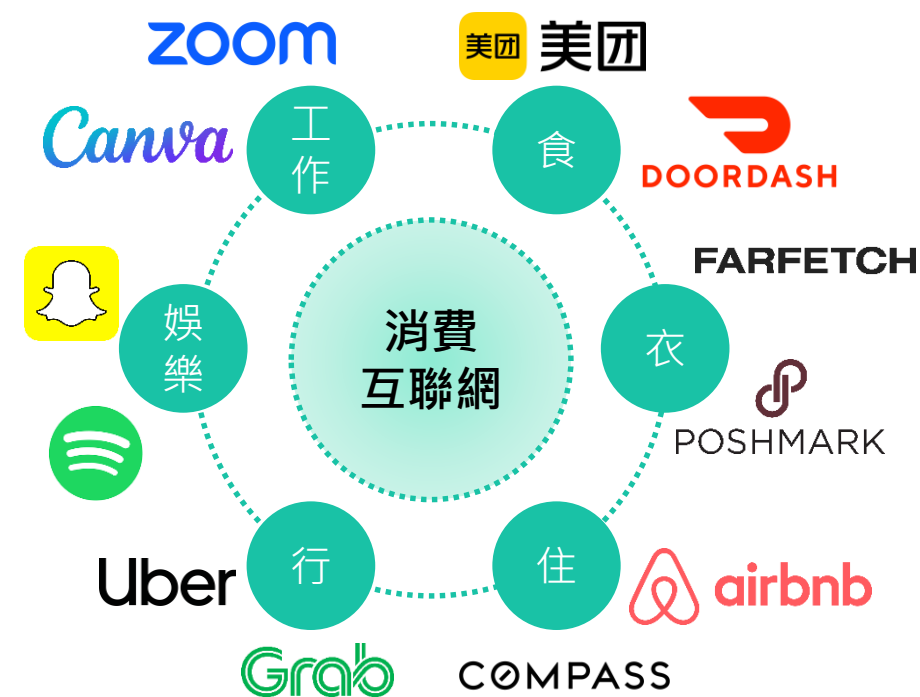 zoom
美团 美团
Canva
工
作
食
DOORDASH
FARFETCH
娛
樂
消費
互聯網
衣
POSHMARK
Uber
行
住
airbnb
Grab
COMPASS